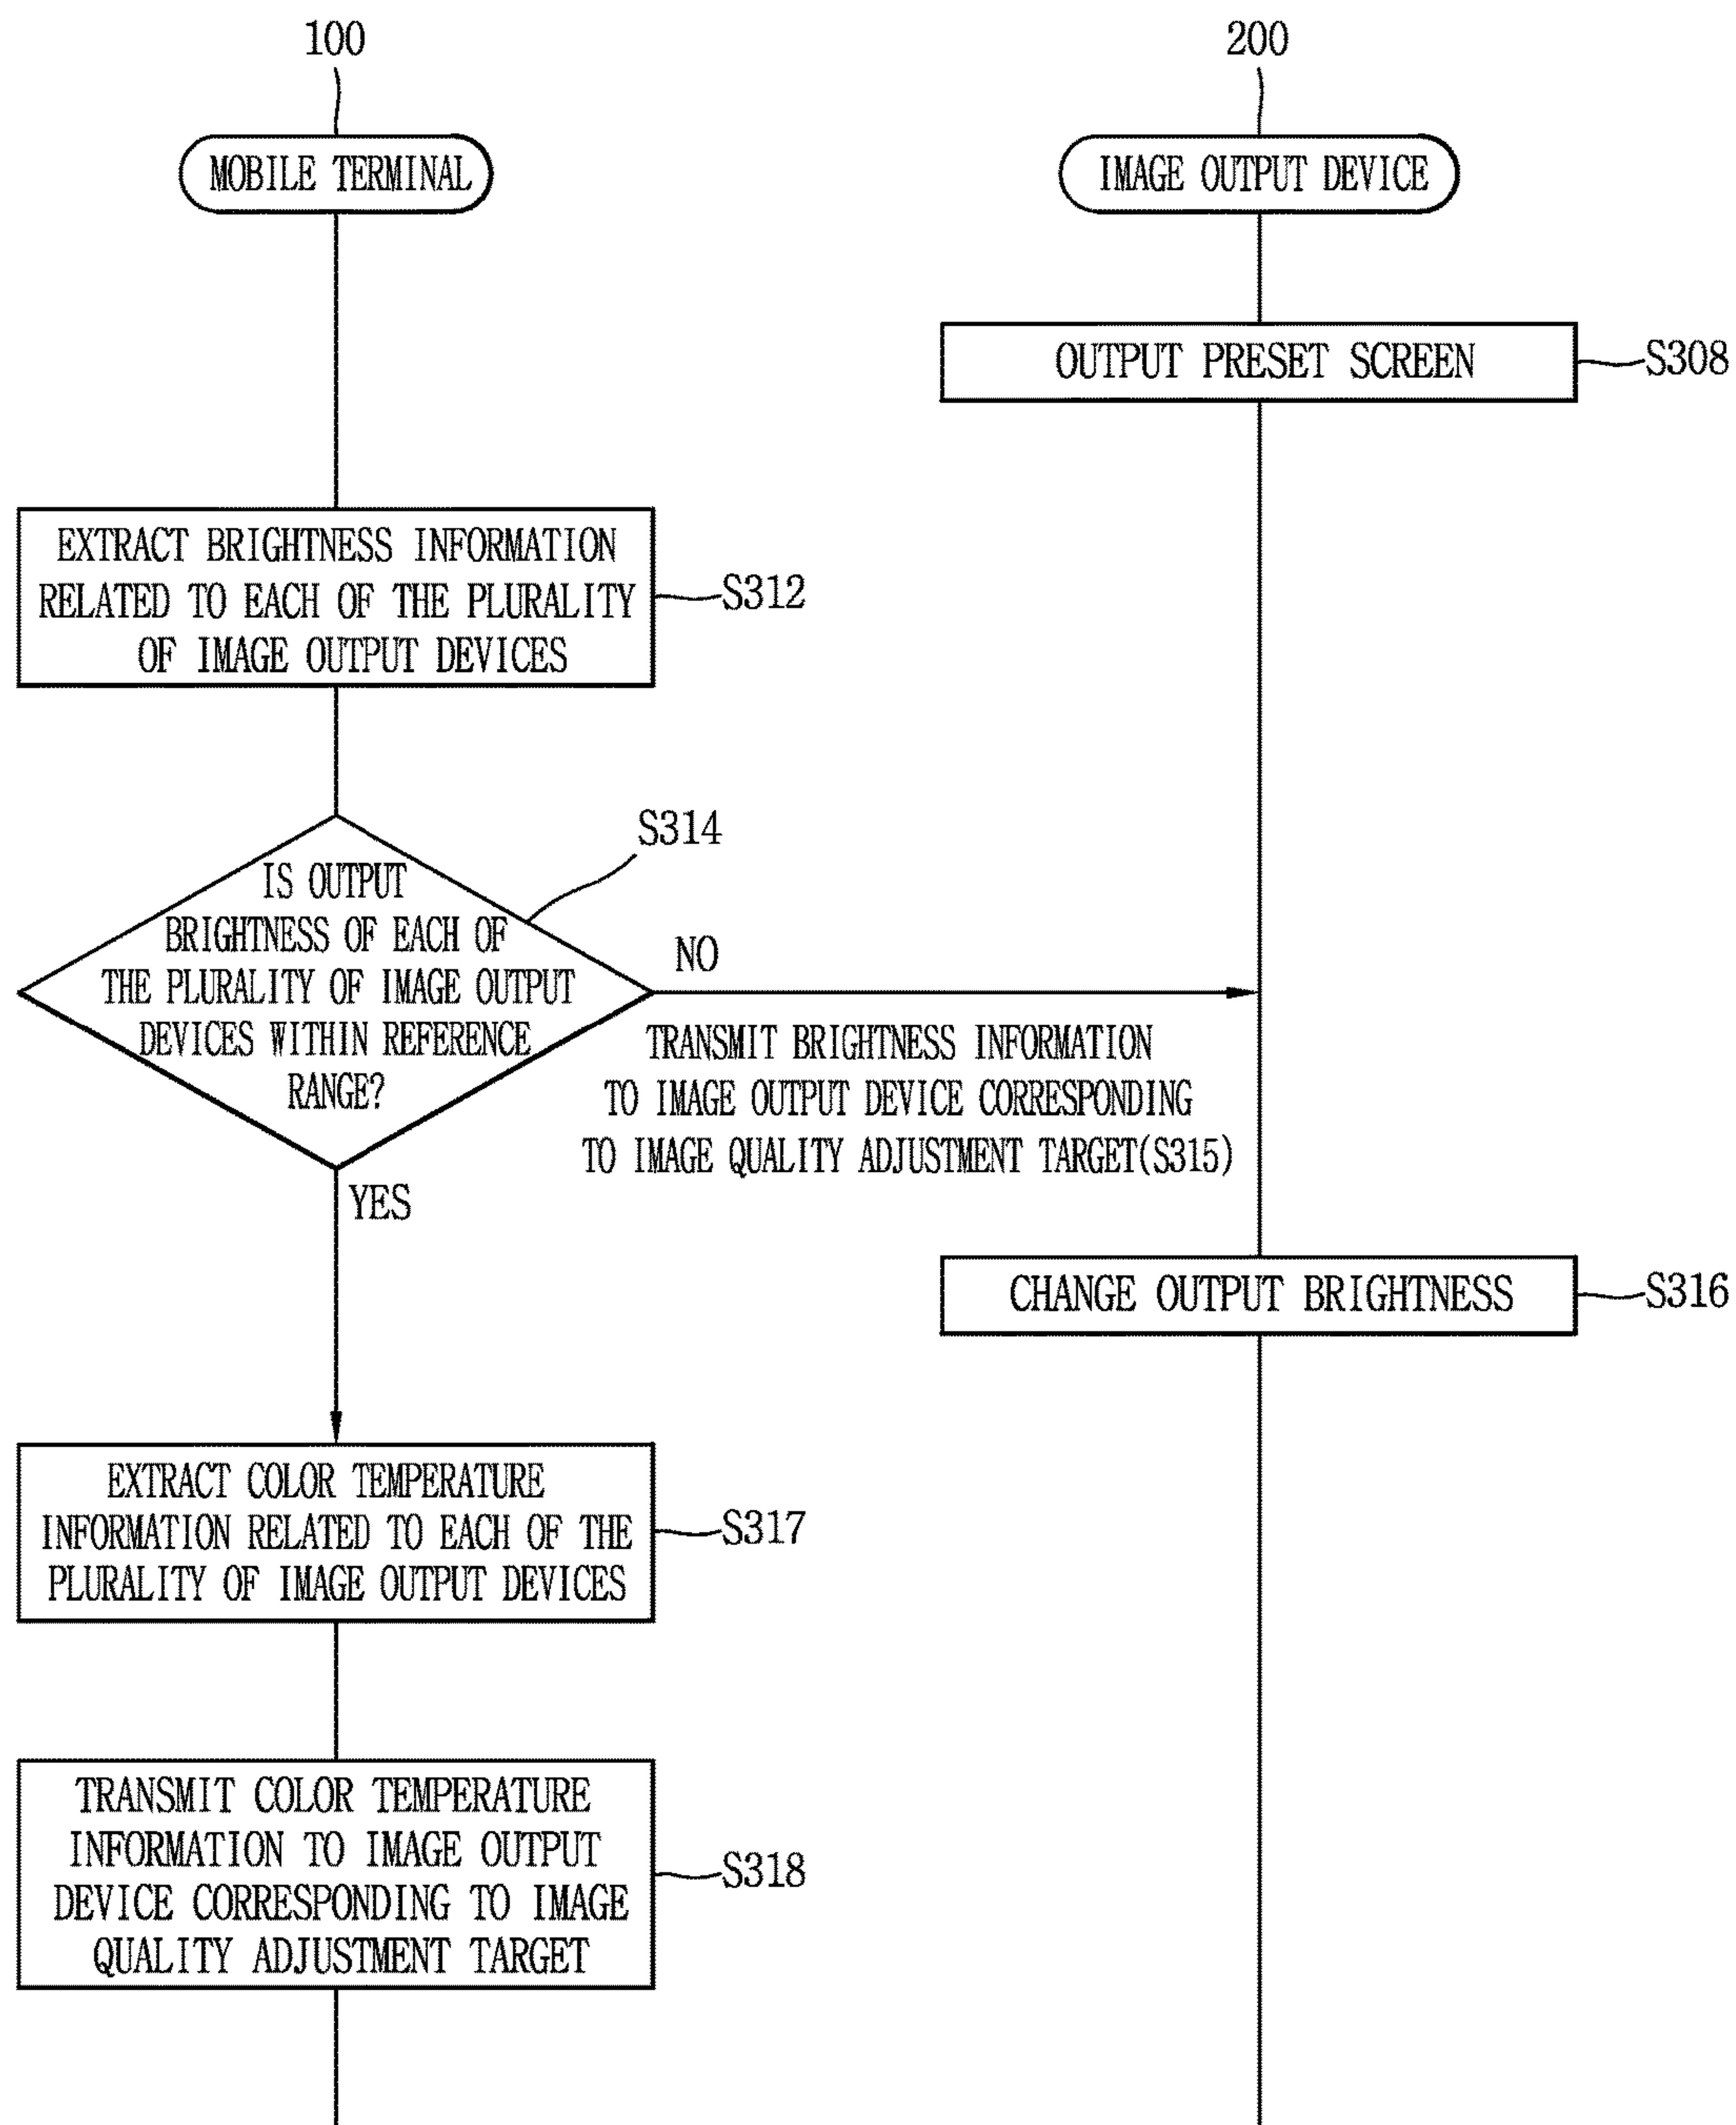 100
200
MOBILE TERMINAL
IMAGE OUTPUT DEVICE
OUTPUT PRESET SCREEN
S308
EXTRACT BRIGHTNESS INFORMATION
RELATED TO EACH OF THE PLURALITY
OF IMAGE OUTPUT DEVICES
S312
S314
IS OUTPUT
BRIGHTNESS OF EACH OF
THE PLURALITY OF IMAGE OUTPUT
DEVICES WITHIN REFERENCE
RANGE?
NO
TRANSMIT BRIGHTNESS INFORMATION
TO IMAGE OUTPUT DEVICE CORRESPONDING
TO IMAGE QUALITY ADJUSTMENT TARGET(S315)
YES
CHANGE OUTPUT BRIGHTNESS
S316
EXTRACT COLOR TEMPERATURE
INFORMATION RELATED TO EACH OF THE
PLURALITY OF IMAGE OUTPUT DEVICES
S317
TRANSMIT COLOR TEMPERATURE
INFORMATION TO IMAGE OUTPUT
DEVICE CORRESPONDING TO IMAGE
QUALITY ADJUSTMENT TARGET
S318